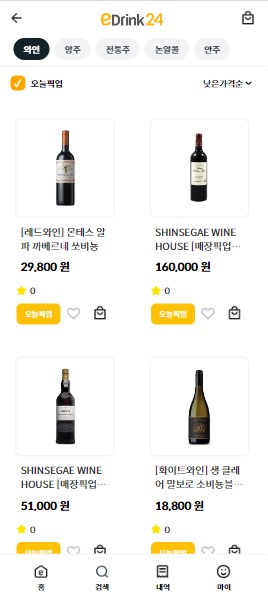 eDrink24
와인 양주 전통주 논알콜 안주
오늘픽업 낮은가격순
[레드와인] 몬테스 알
파 까베르네 쏘비뇽
29,800 원
0
오늘픽업
SHINSEGAE WINE
HOUSE [매장픽업...
160,000 원
0
오늘픽업
SHINSEGAE WINE
HOUSE [매장픽업...
51,000 원
0
오늘픽업
[화이트와인] 생 클레
어 말보로 소비뇽블...
18,800 원
0
오늘픽업
홈 검색 내역 마이